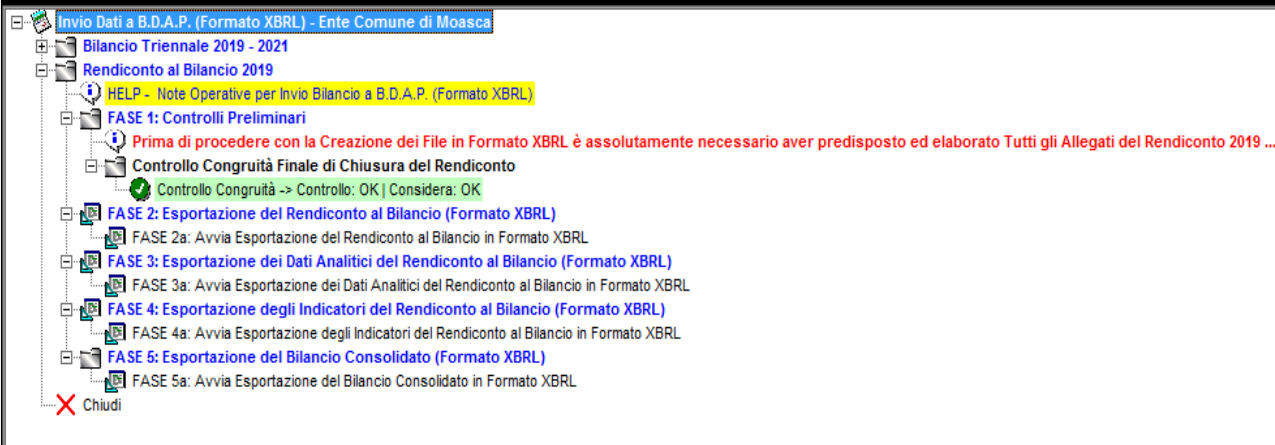 Invio Dati a B.D.A.P. (Formato XBRL) - Ente Comune di Moasca
Bilancio Triennale 2019 - 2021
Rendiconto al Bilancio 2019
HELP - Note Operative per Invio Bilancio a B.D.A.P. (Formato XBRL)
FASE 1: Controlli Preliminari
Prima di procedere con la Creazione dei File in Formato XBRL è assolutamente necessario aver predisposto ed elaborato Tutti gli Allegati del Rendiconto 2019 ...
Controllo Congruità Finale di Chiusura del Rendiconto
Controllo Congruità -> Controllo: OK | Considera: OK
FASE 2: Esportazione del Rendiconto al Bilancio (Formato XBRL)
FASE 2a: Avvia Esportazione del Rendiconto al Bilancio in Formato XBRL
FASE 3: Esportazione dei Dati Analitici del Rendiconto al Bilancio (Formato XBRL)
FASE 3a: Avvia Esportazione dei Dati Analitici del Rendiconto al Bilancio in Formato XBRL
FASE 4: Esportazione degli Indicatori del Rendiconto al Bilancio (Formato XBRL)
FASE 4a: Avvia Esportazione degli Indicatori del Rendiconto al Bilancio in Formato XBRL
FASE 5: Esportazione del Bilancio Consolidato (Formato XBRL)
FASE 5a: Avvia Esportazione del Bilancio Consolidato in Formato XBRL
Chiudi